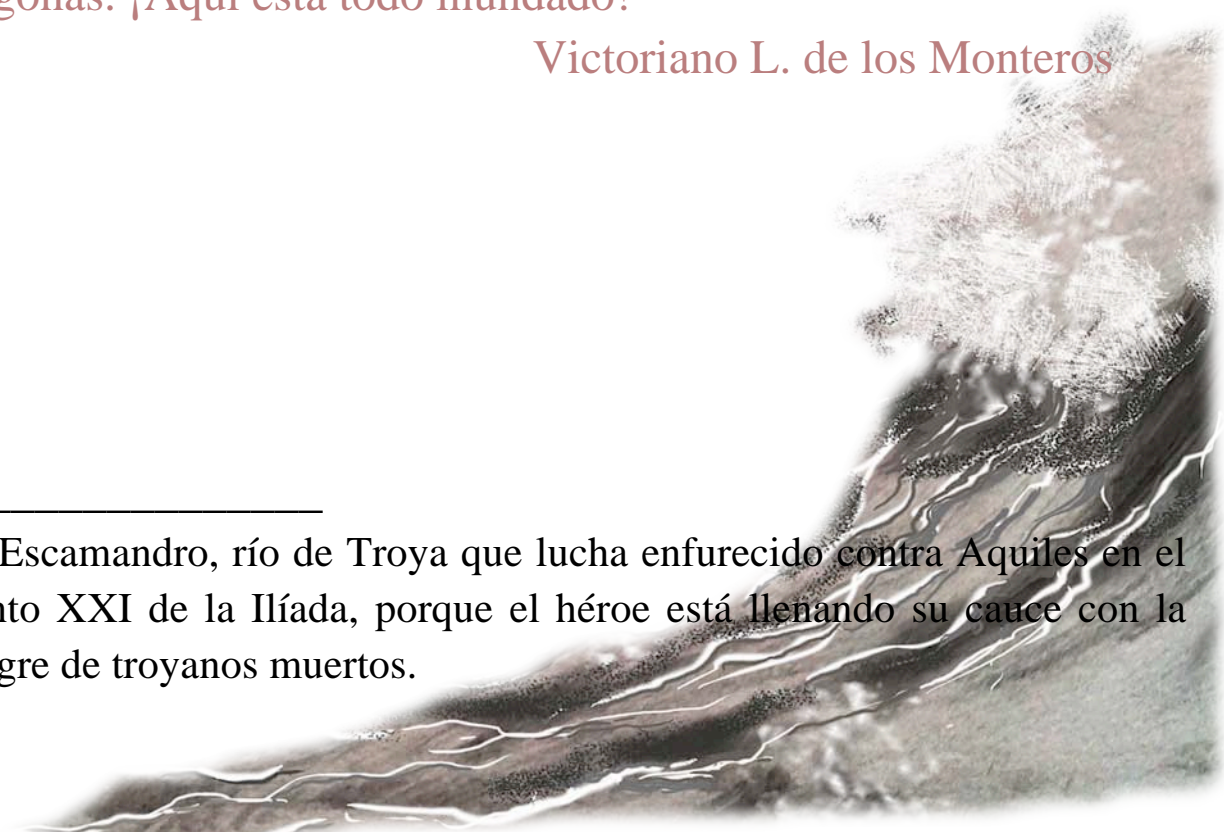 gonas. ¡Aquí está todo inundado!
Victoriano L. de los Monteros
Escamandro, río de Troya que lucha enfurecido contra Aquiles en el
nto XXI de la Ilíada, porque el héroe está llenando su cauce con la
gre de troyanos muertos.